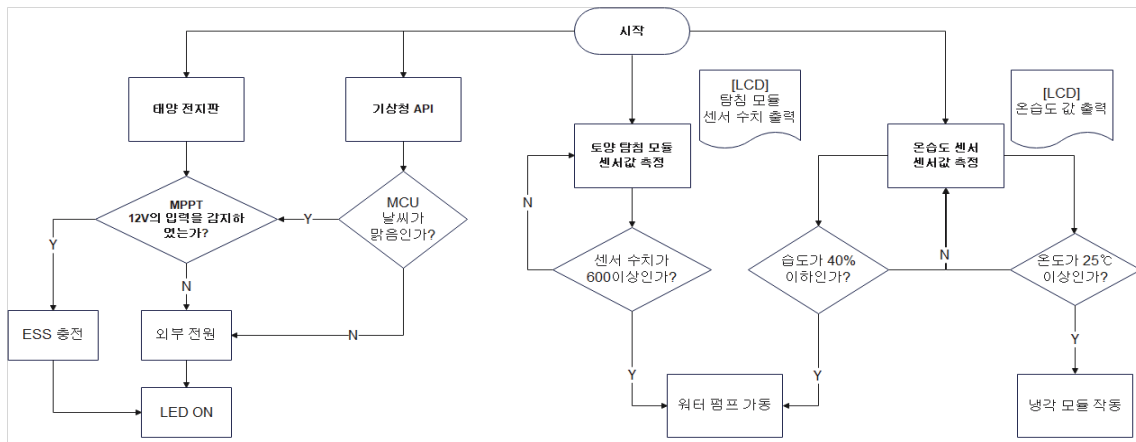 시작
태양 전지판
기상청 API
[LCD]
탐침 모듈
센서 수치 출력
[LCD]
온습도 값 출력
토양 탐침 모듈
센서값 측정
온습도 센서
센서값 측정
MPPT
12V의 입력을 감지하
였는가?
Y
MCU
날씨가
맑음인가?
Y
N
N
센서 수치가
600이상인가?
습도가 40%
이하인가?
N
온도가 25℃
이상인가?
ESS 충전
외부 전원
N
Y
Y
Y
LED ON
워터 펌프 가동
냉각 모듈 작동